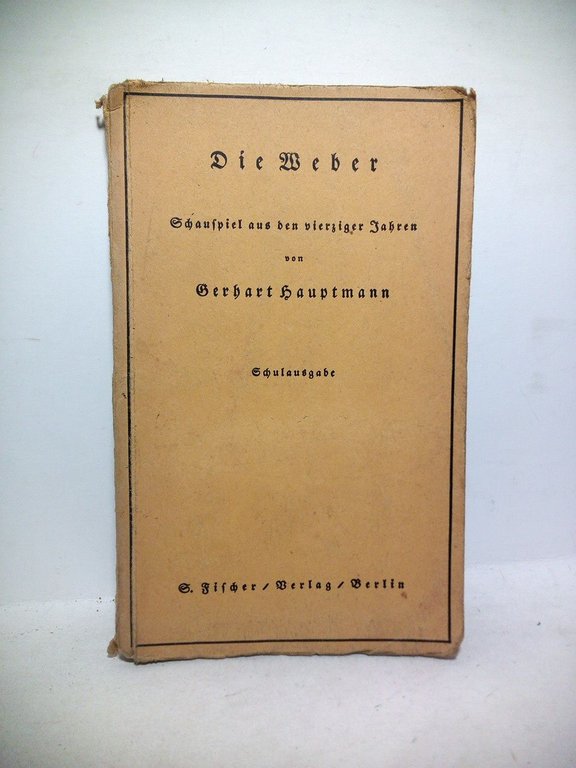 Die Weber
Schauſpiel aus den vierziger Jahren
von
Gerhart Hauptmann
Schulausgabe
S. Fiſcher / Verlag / Berlin